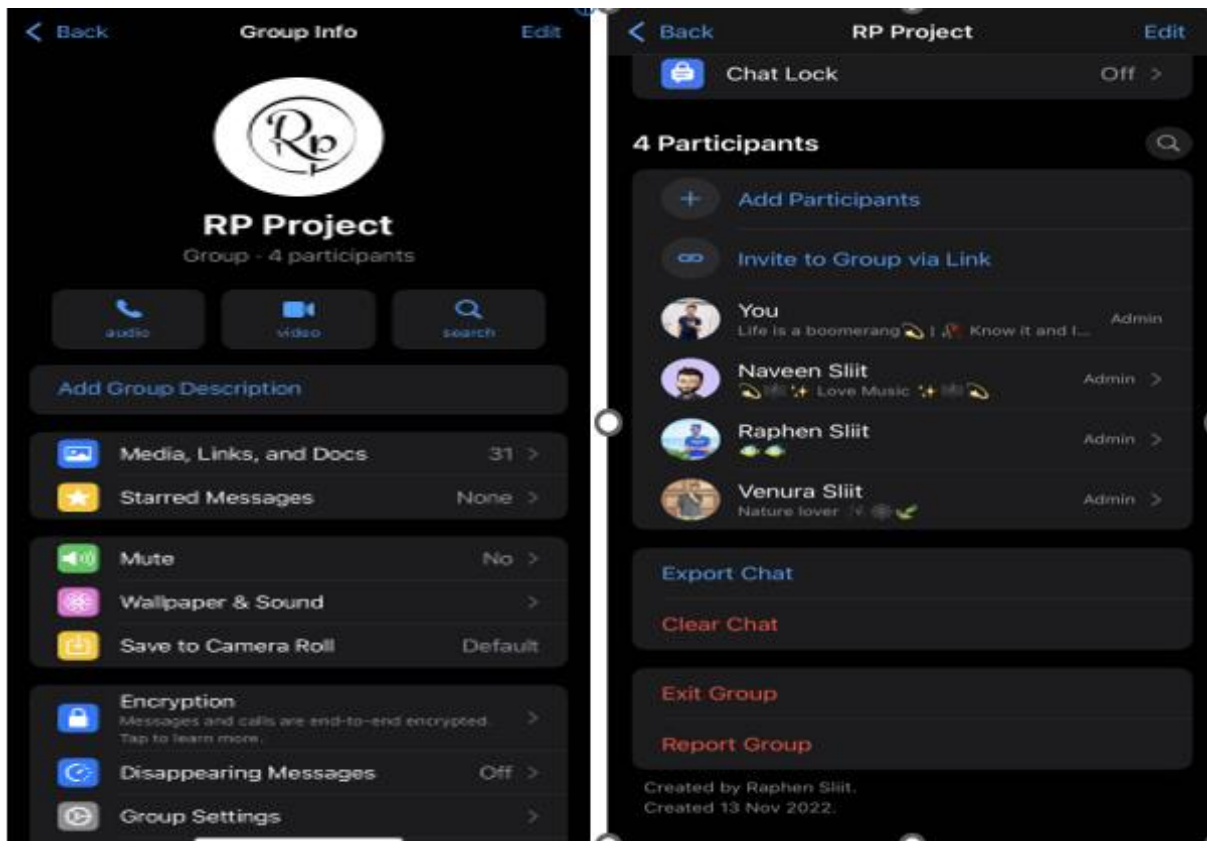 Back
Group Info
Edit
Rp
RP Project
Group - 4 participants
audio
video
search
Add Group Description
Media, Links, and Docs
31
Starred Messages
None
Mute
No
Wallpaper & Sound
Save to Camera Roll
Default
Encryption
Messages and calls are end-to-end encrypted.
Tap to learn more.
Disappearing Messages
Off
Group Settings
Back
RP Project
Edit
Chat Lock
Off
4 Participants
Add Participants
Invite to Group via Link
You
Life is a boomerang💫 | 🥀 Know it and l...
Admin
Naveen Sliit
Love Music
Admin
Raphen Sliit
Admin
Venura Sliit
Nature lover
Admin
Export Chat
Clear Chat
Exit Group
Report Group
Created by Raphen Sliit.
Created 13 Nov 2022.